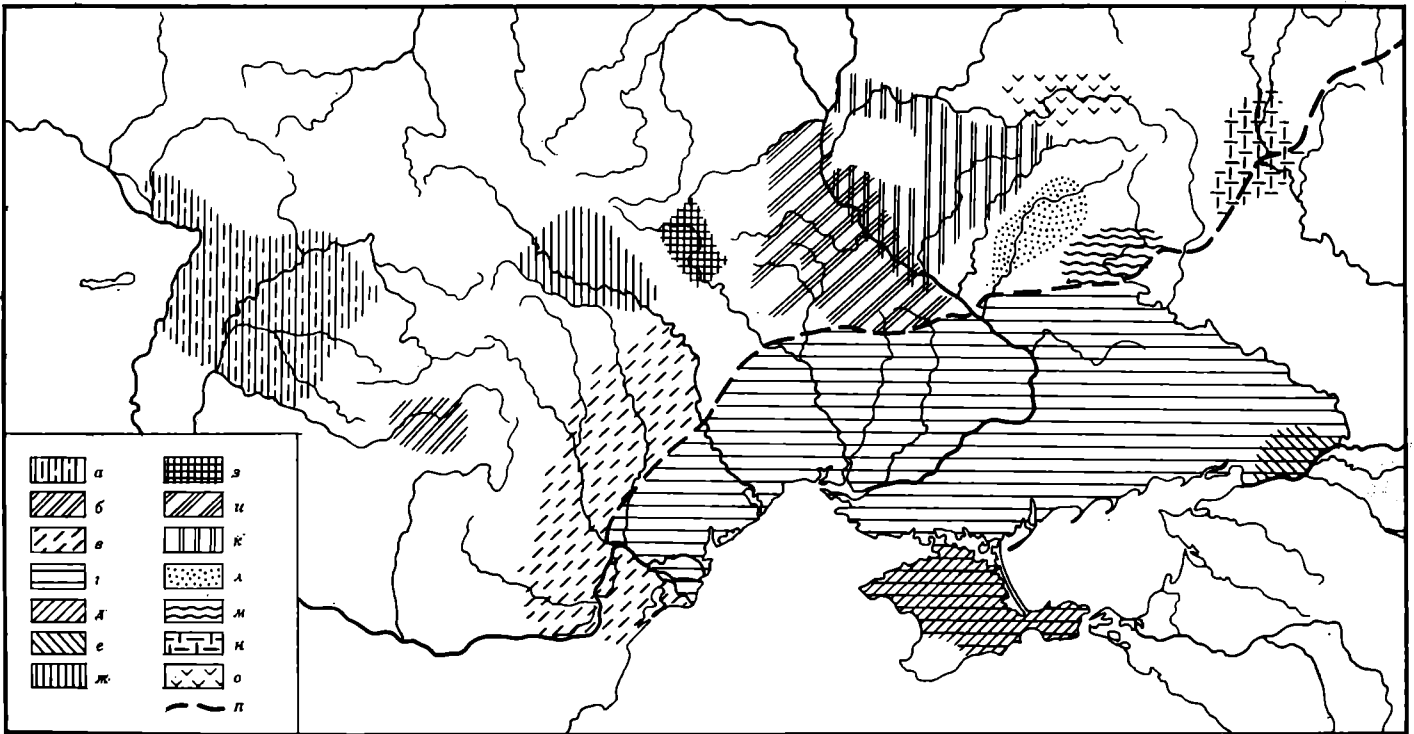 а
б
в
г
д
е
ж
з
и
к
л
м
н
о
п